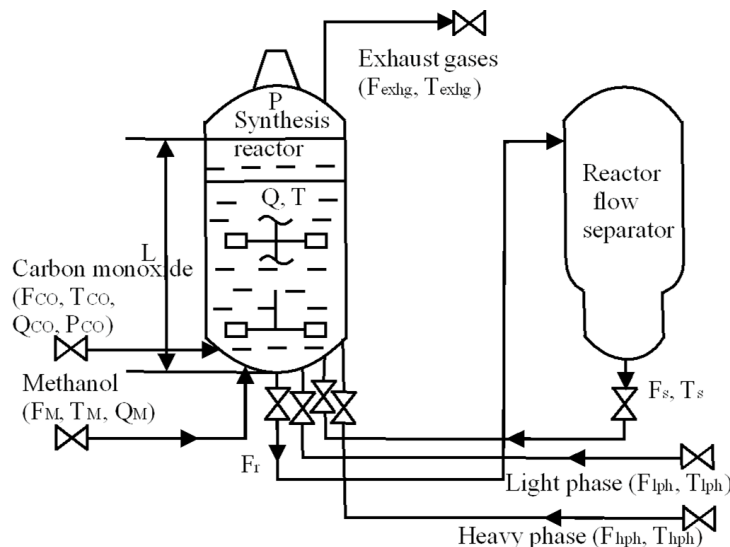 Exhaust gases
(Fexhg, Texhg)
P
Synthesis
reactor
Reactor
flow
separator
Q, T
L
Carbon monoxide
(FCO, TCO,
QCO, PCO)
Methanol
(FM, TM, QM)
Fs, Ts
Fr
Light phase (Flph, Tlph)
Heavy phase (Fhph, Thph)